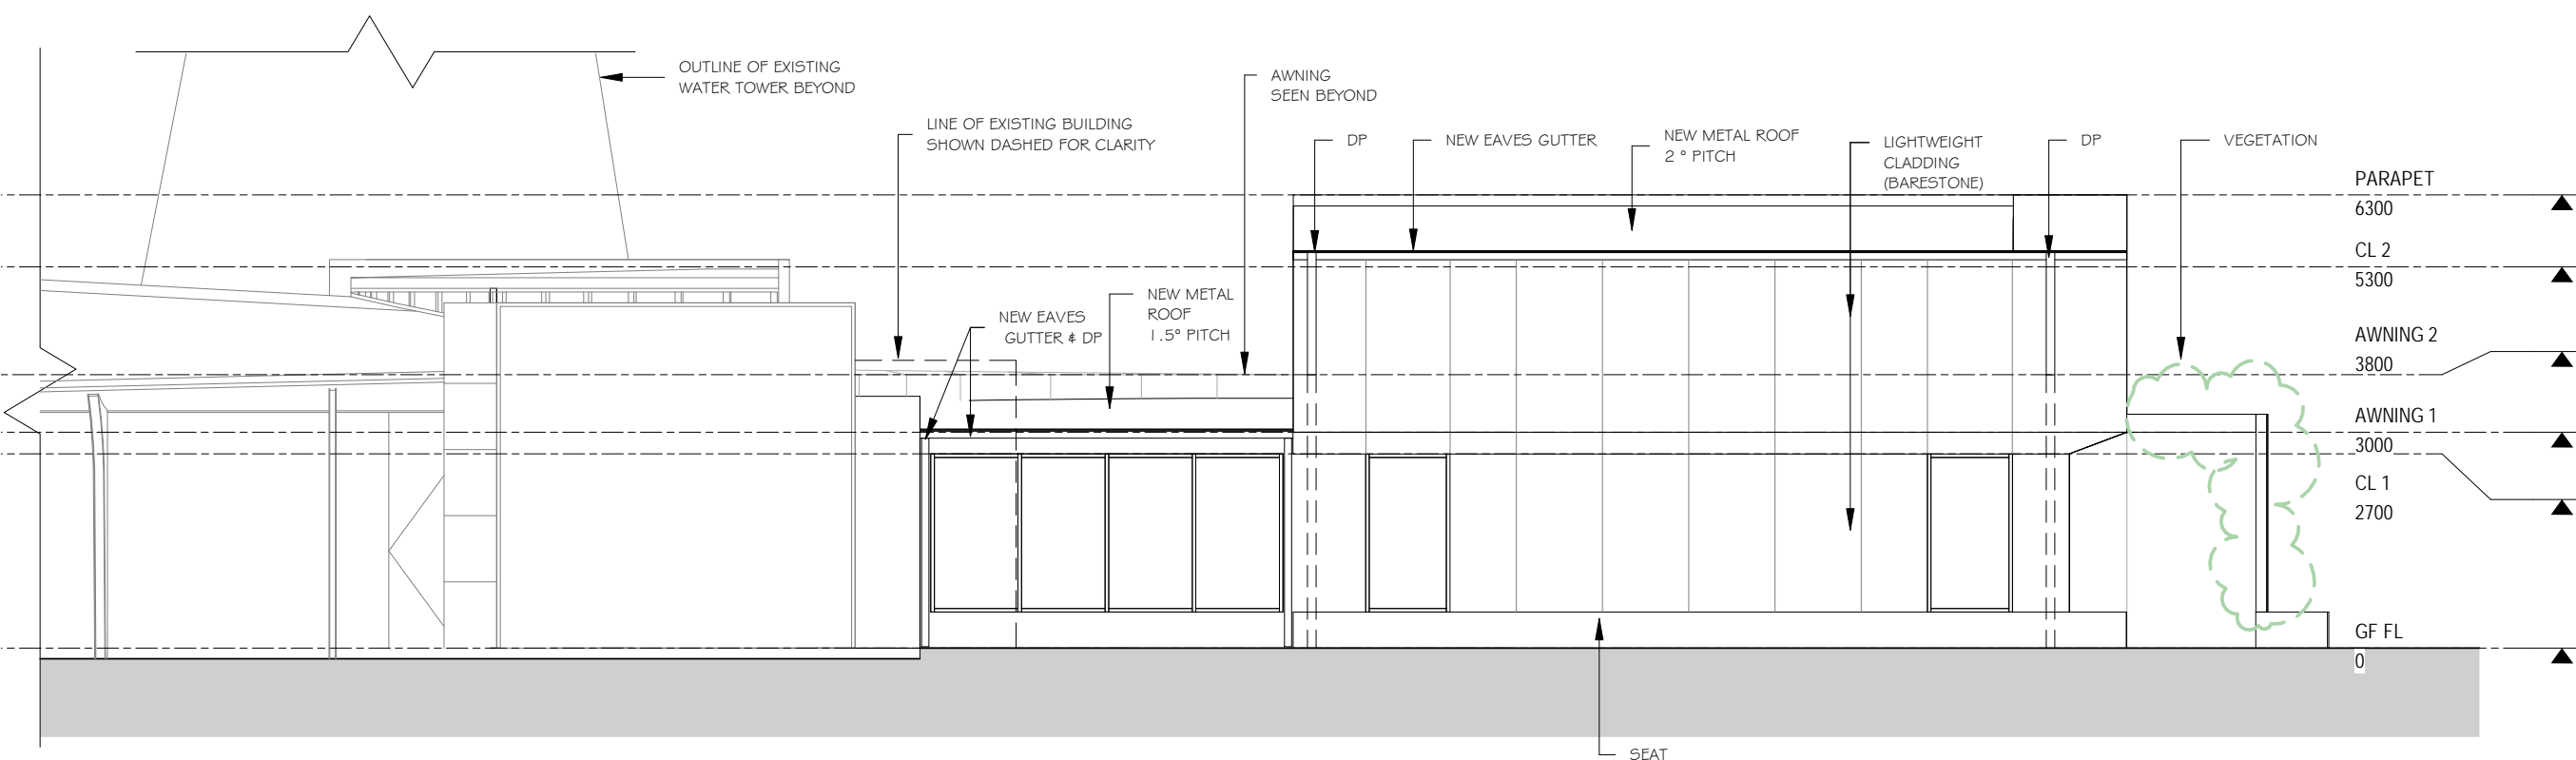 OUTLINE OF EXISTING
WATER TOWER BEYOND
LINE OF EXISTING BUILDING
SHOWN DASHED FOR CLARITY
AWNING
SEEN BEYOND
DP
NEW EAVES GUTTER
NEW METAL ROOF
2 ° PITCH
LIGHTWEIGHT
CLADDING
(BARESTONE)
DP
VEGETATION
NEW EAVES
GUTTER & DP
NEW METAL
ROOF
1.5° PITCH
SEAT
PARAPET
6300
CL 2
5300
AWNING 2
3800
AWNING 1
3000
CL 1
2700
GF FL
0